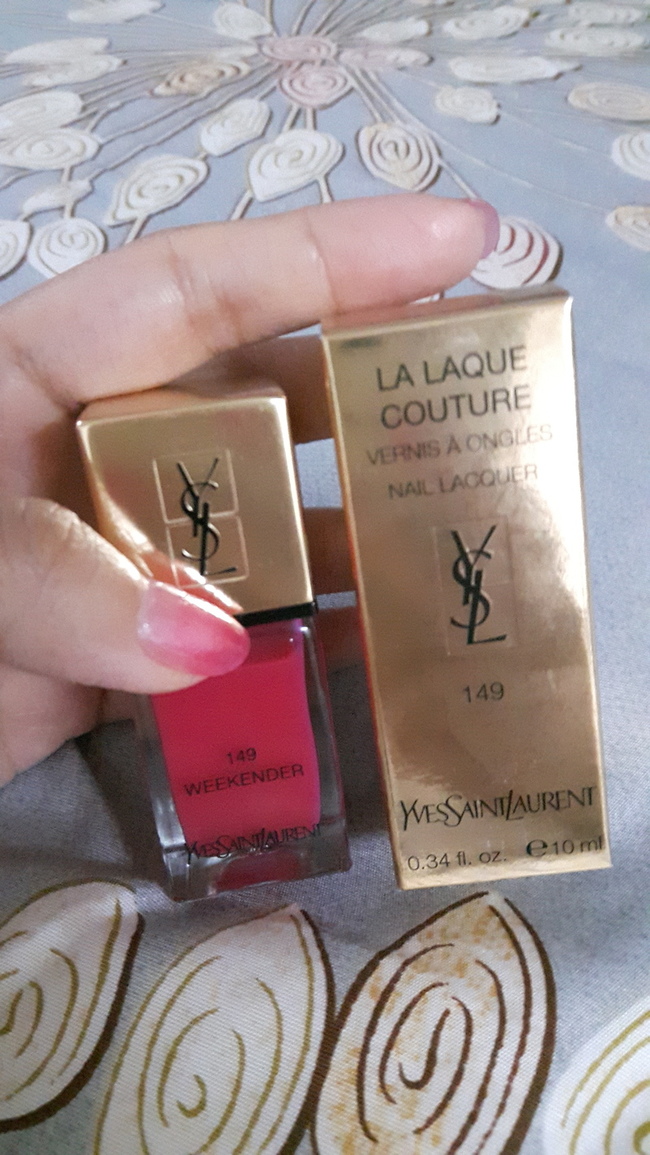 YSL
149
WEEKENDER
YVESSAINTLAURENT
LA LAQUE
COUTURE
VERNIS À ONGLES
NAIL LACQUER
YSL
149
YVESSAINTLAURENT
0.34 fl. oz. e 10 ml